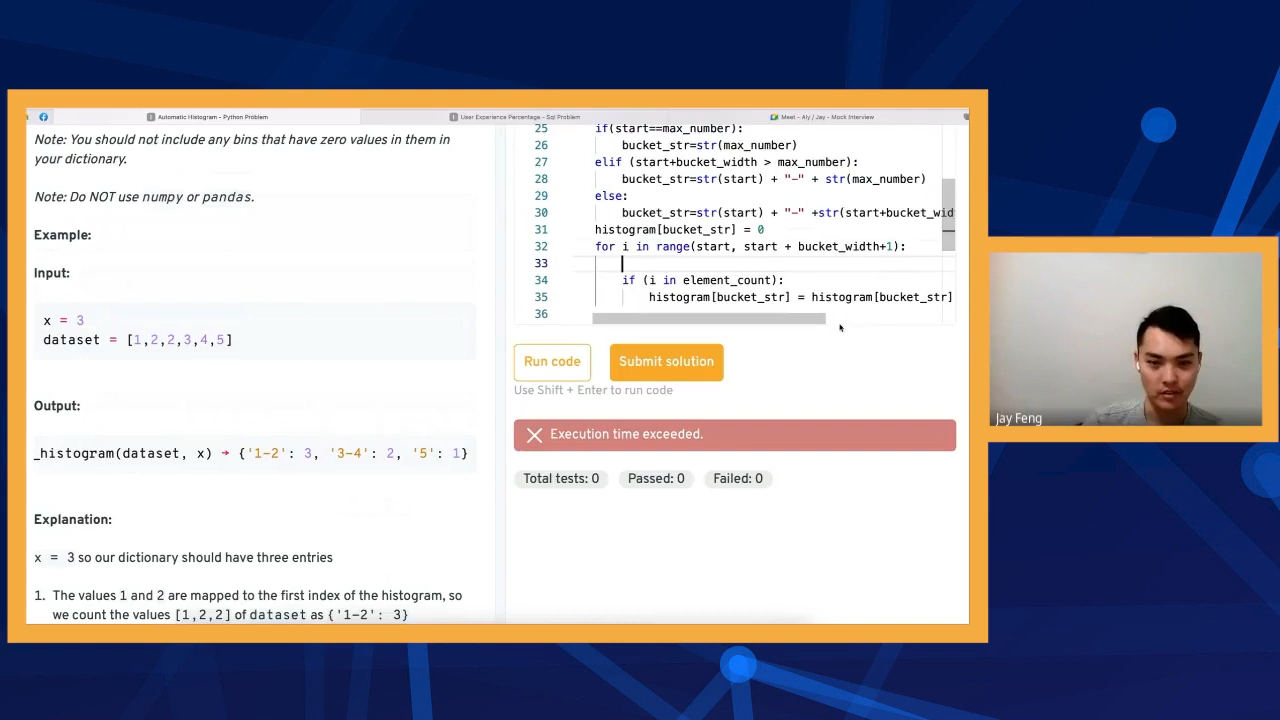 Automatic Histogram - Python Problem
User Experience Percentage - Sql Problem
Meet - Aly / Jay - Mock Interview
Note: You should not include any bins that have zero values in them in
your dictionary.
Note: Do NOT use numpy or pandas.
Example:
Input:
x = 3
dataset = [1,2,2,3,4,5]
Output:
_histogram(dataset, x) → {'1-2': 3, '3-4': 2, '5': 1}
Explanation:
x = 3 so our dictionary should have three entries
1. The values 1 and 2 are mapped to the first index of the histogram, so
we count the values [1,2,2] of dataset as {'1-2': 3}
25 if(start==max_number):
26 bucket_str=str(max_number)
27 elif (start+bucket_width > max_number):
28 bucket_str=str(start) + "-" + str(max_number)
29 else:
30 bucket_str=str(start) + "-" +str(start+bucket_wid
31 histogram[bucket_str] = 0
32 for i in range(start, start + bucket_width+1):
33
34 if (i in element_count):
35 histogram[bucket_str] = histogram[bucket_str]
36
Run code
Submit solution
Use Shift + Enter to run code
Execution time exceeded.
Total tests: 0
Passed: 0
Failed: 0
Jay Feng